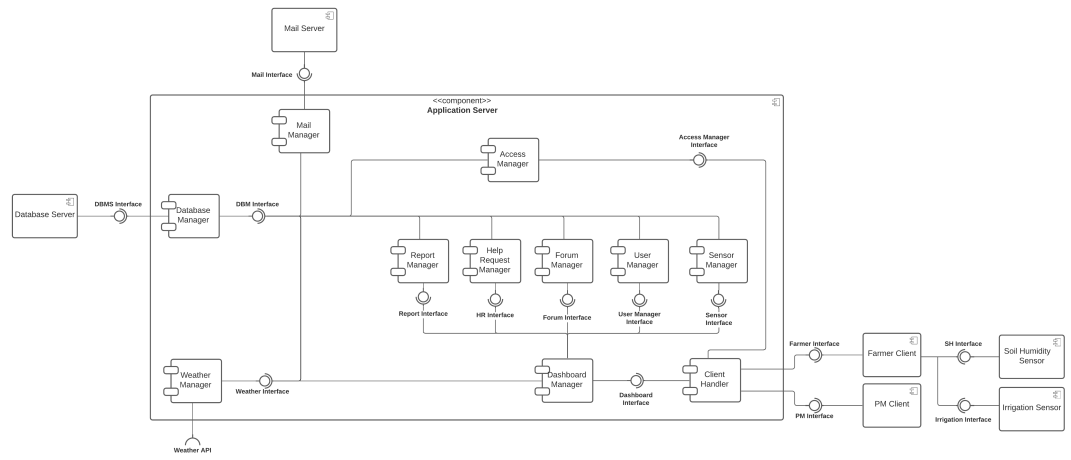 Mail Server
Mail Interface
<<component>>
Application Server
Mail
Manager
Access
Manager
Access Manager
Interface
Database Server
DBMS Interface
Database
Manager
DBM Interface
Report
Manager
Help
Request
Manager
Forum
Manager
User
Manager
Sensor
Manager
Report Interface
HR Interface
Forum Interface
User Manager
Interface
Sensor
Interface
Weather
Manager
Weather Interface
Dashboard
Manager
Dashboard
Interface
Client
Handler
Farmer Interface
Farmer Client
SH Interface
Soil Humidity
Sensor
PM Interface
PM Client
Irrigation Interface
Irrigation Sensor
Weather API